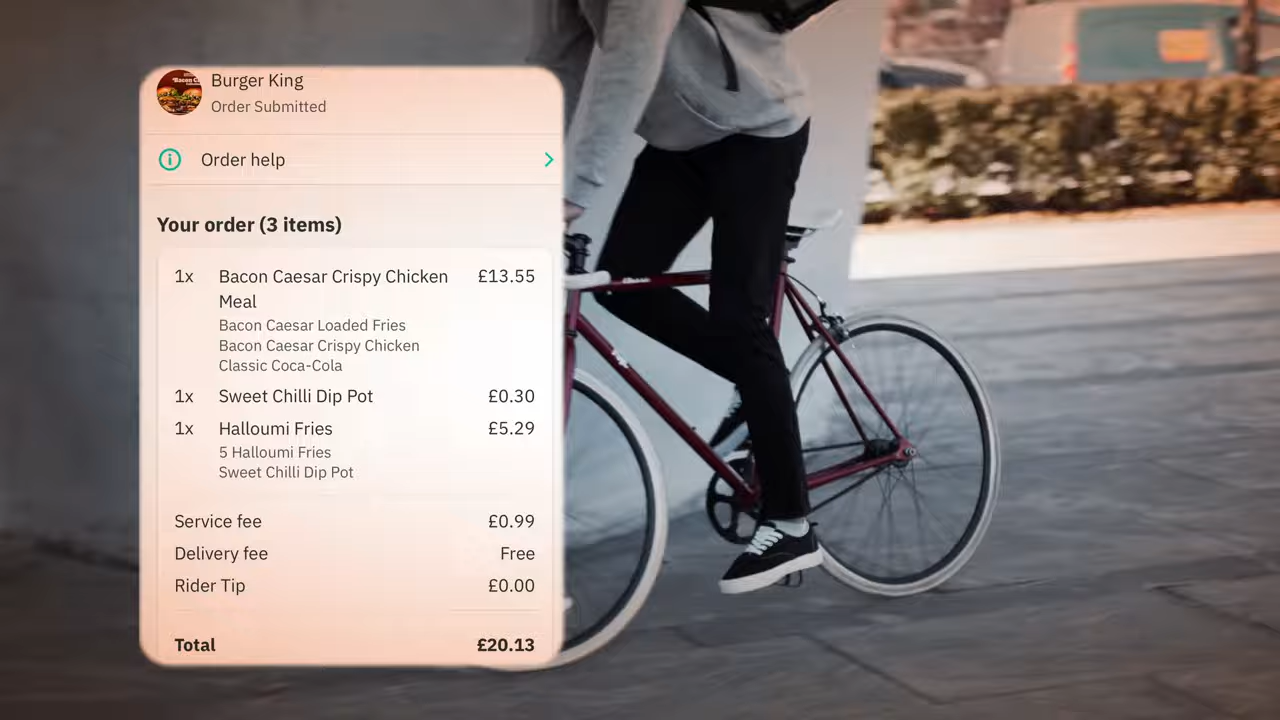 Burger King
Order Submitted
Order help
Your order (3 items)
1x Bacon Caesar Crispy Chicken £13.55
Meal
Bacon Caesar Loaded Fries
Bacon Caesar Crispy Chicken
Classic Coca-Cola
1x Sweet Chilli Dip Pot £0.30
1x Halloumi Fries £5.29
5 Halloumi Fries
Sweet Chilli Dip Pot
Service fee £0.99
Delivery fee Free
Rider Tip £0.00
Total £20.13